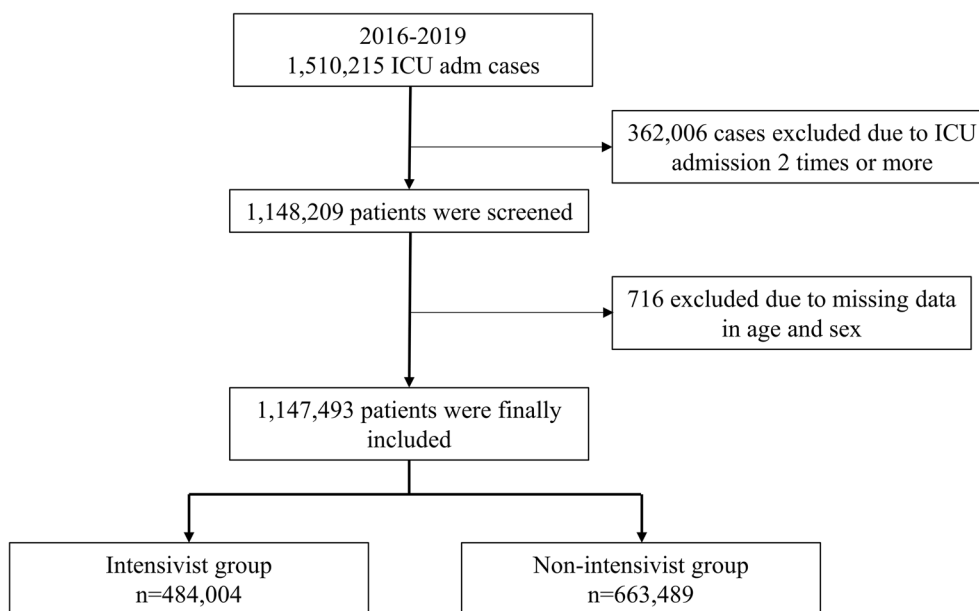 2016-2019
1,510,215 ICU adm cases
362,006 cases excluded due to ICU
admission 2 times or more
1,148,209 patients were screened
716 excluded due to missing data
in age and sex
1,147,493 patients were finally
included
Intensivist group
n=484,004
Non-intensivist group
n=663,489